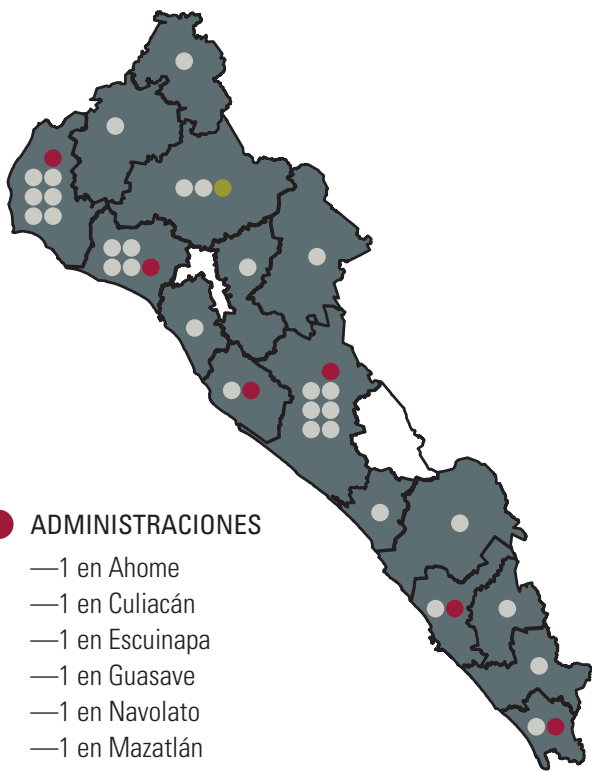 ADMINISTRACIONES
—1 en Ahome
—1 en Culiacán
—1 en Escuinapa
—1 en Guasave
—1 en Navolato
—1 en Mazatlán